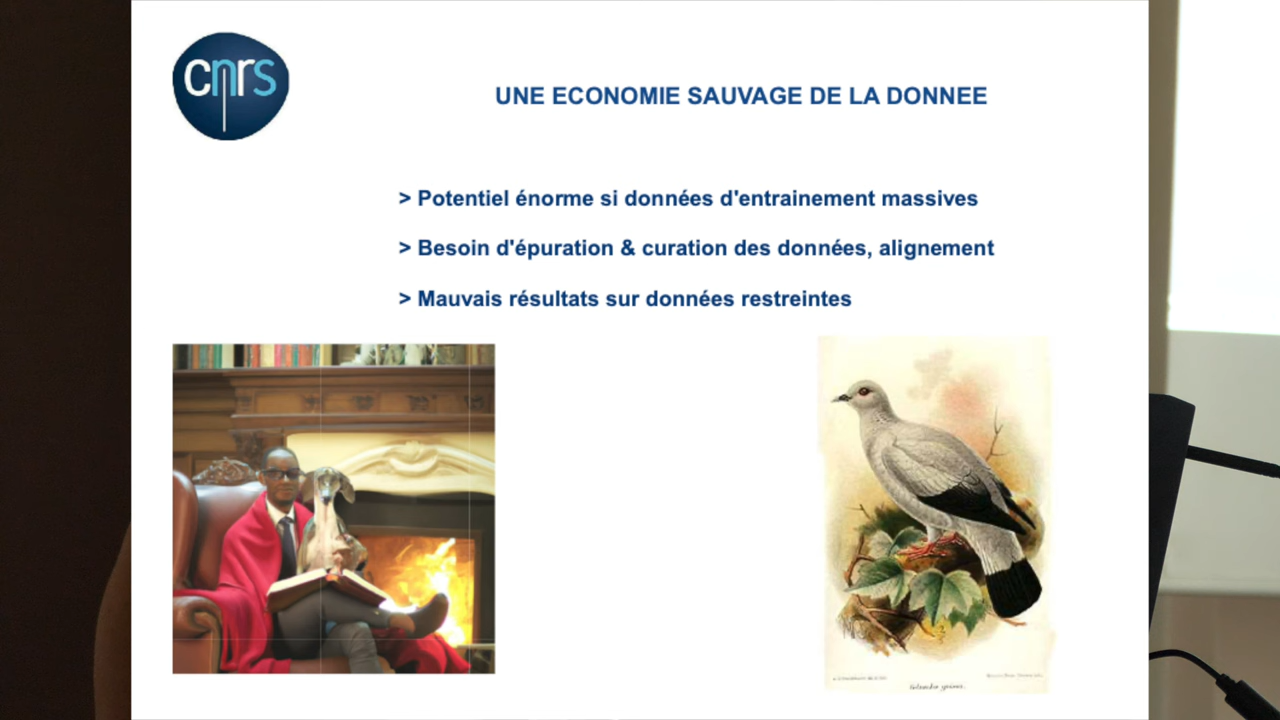 cnrs
UNE ECONOMIE SAUVAGE DE LA DONNEE
> Potentiel énorme si données d'entrainement massives
> Besoin d'épuration & curation des données, alignement
> Mauvais résultats sur données restreintes